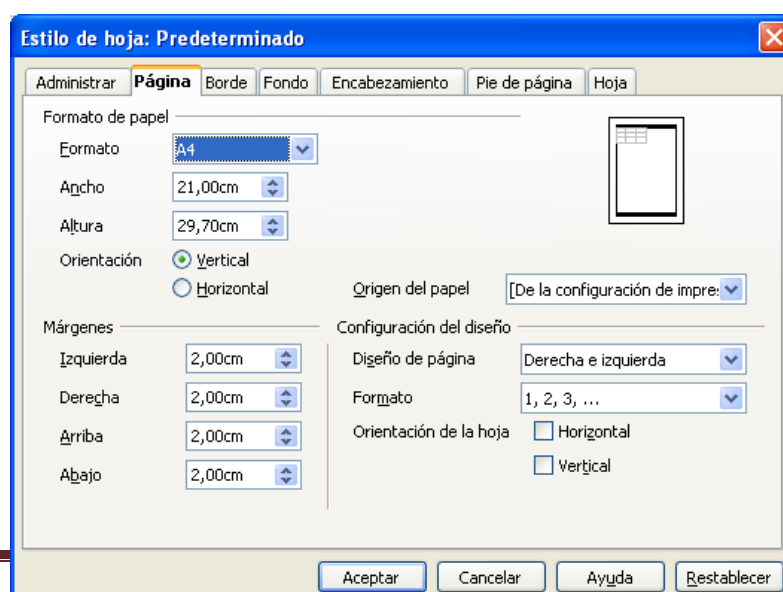 Estilo de hoja: Predeterminado
Administrar Página Borde Fondo Encabezamiento Pie de página Hoja
Formato de papel
Formato A4
Ancho 21,00cm
Altura 29,70cm
Orientación Vertical
Horizontal
Origen del papel [De la configuración de impre:
Márgenes
Izquierda 2,00cm
Derecha 2,00cm
Arriba 2,00cm
Abajo 2,00cm
Configuración del diseño
Diseño de página Derecha e izquierda
Formato 1, 2, 3, ...
Orientación de la hoja Horizontal
Vertical
Aceptar Cancelar Ayuda Restablecer